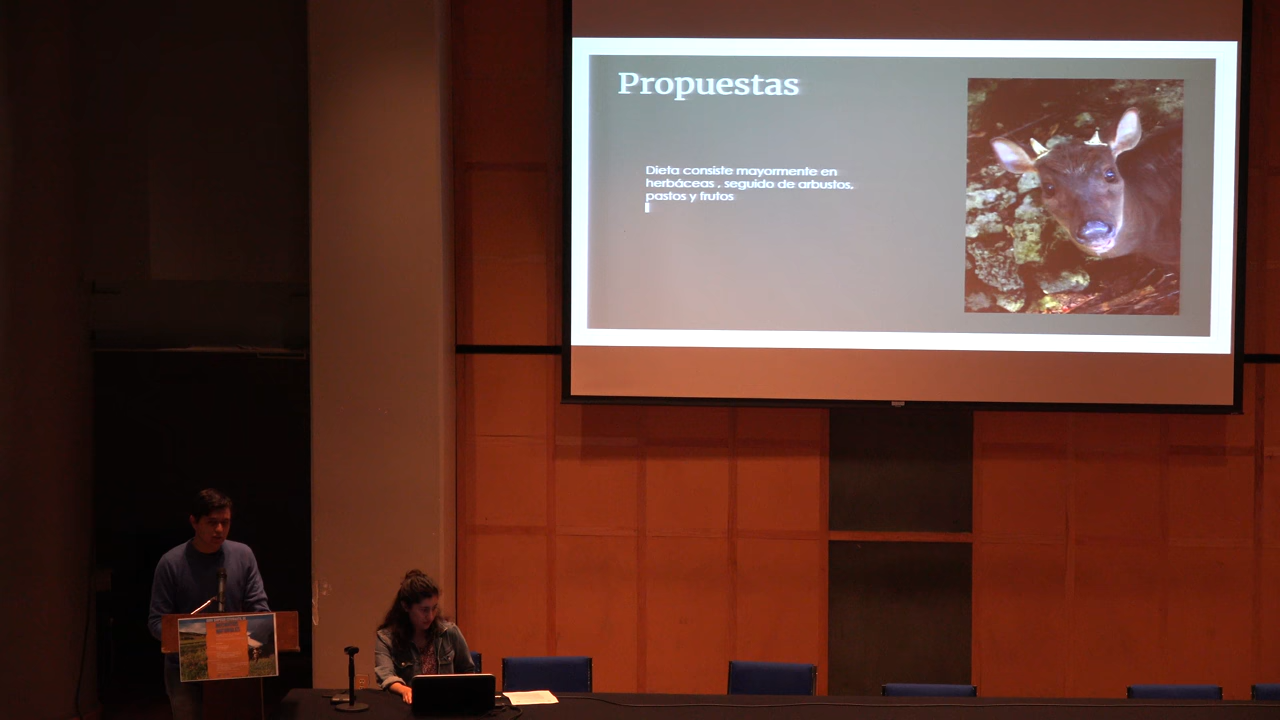 Propuestas
Dieta consiste mayormente en
herbáceas , seguido de arbustos,
pastos y frutos